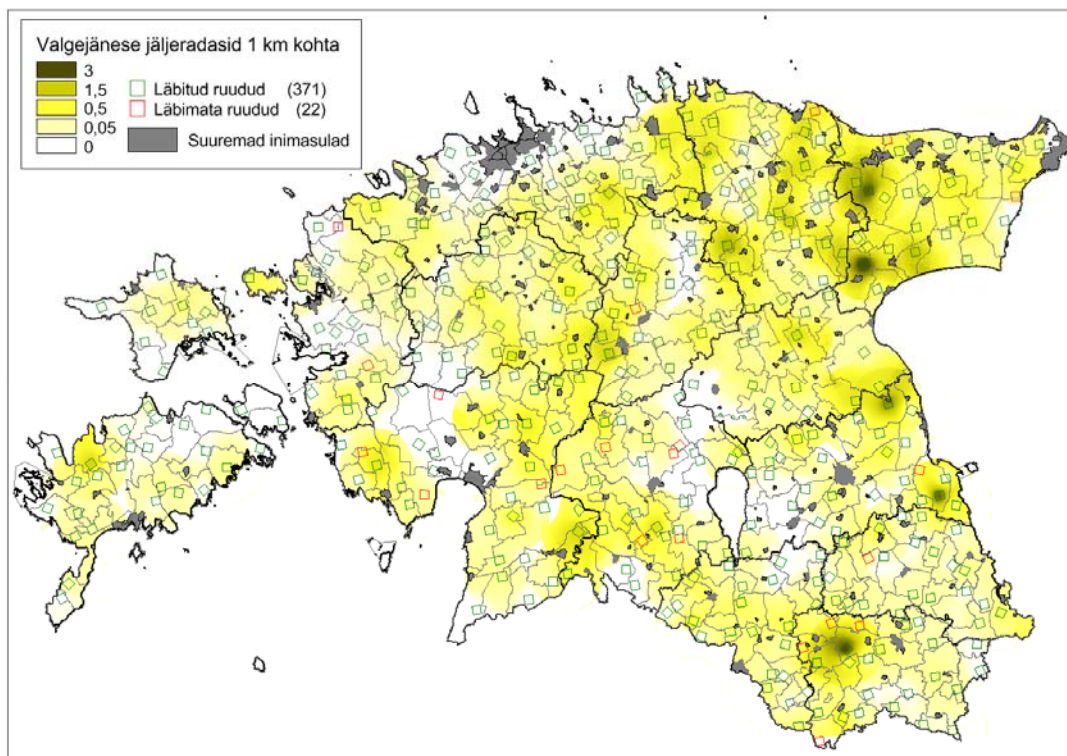 Valgejänese jäljeradasid 1 km kohta
3
1,5 Läbitud ruudud (371)
0,5 Läbimata ruudud (22)
0,05 Suuremad inimasulad
0